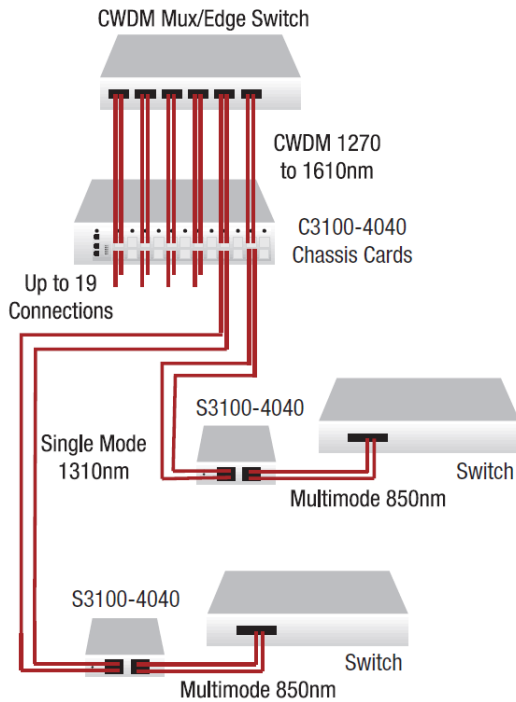 CWDM Mux/Edge Switch
CWDM 1270
to 1610nm
C3100-4040
Chassis Cards
Up to 19
Connections
S3100-4040
Single Mode
1310nm
Switch
Multimode 850nm
S3100-4040
Switch
Multimode 850nm